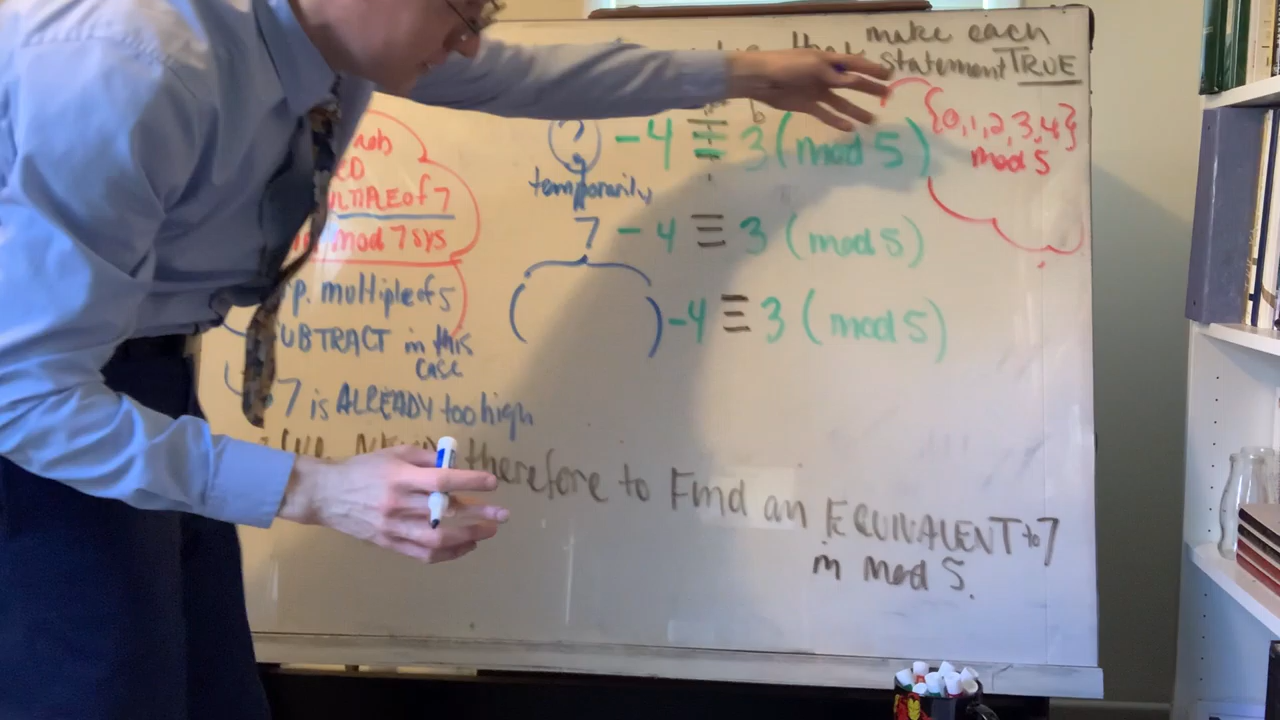 make each
statement TRUE
? - 4 ≡ 3 (mod 5)
b
{0,1,2,3,4}
mod 5
temporarily
of 7
mod 7 sys
7 - 4 ≡ 3 (mod 5)
( ) - 4 ≡ 3 (mod 5)
p. multiple of 5
UBTRACT in this
case
7 is ALREADY too high
therefore to Find an EQUIVALENT to 7
in mod 5.